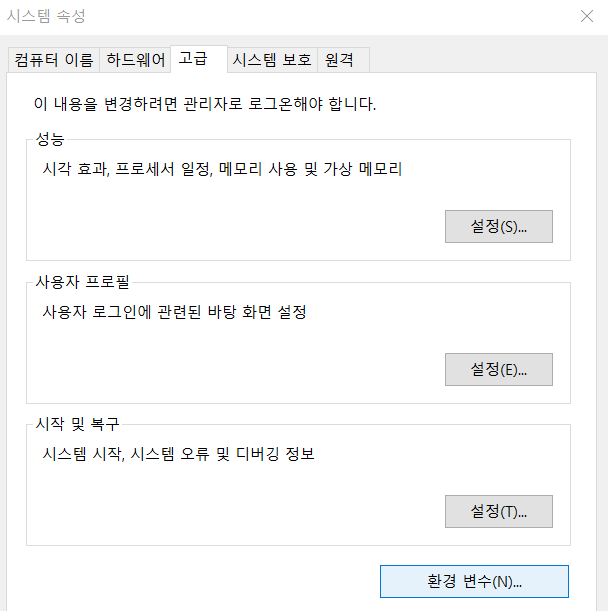 시스템 속성
컴퓨터 이름 하드웨어 고급 시스템 보호 원격
이 내용을 변경하려면 관리자로 로그온해야 합니다.
성능
시각 효과, 프로세서 일정, 메모리 사용 및 가상 메모리
설정(S)...
사용자 프로필
사용자 로그인에 관련된 바탕 화면 설정
설정(E)...
시작 및 복구
시스템 시작, 시스템 오류 및 디버깅 정보
설정(T)...
환경 변수(N)...